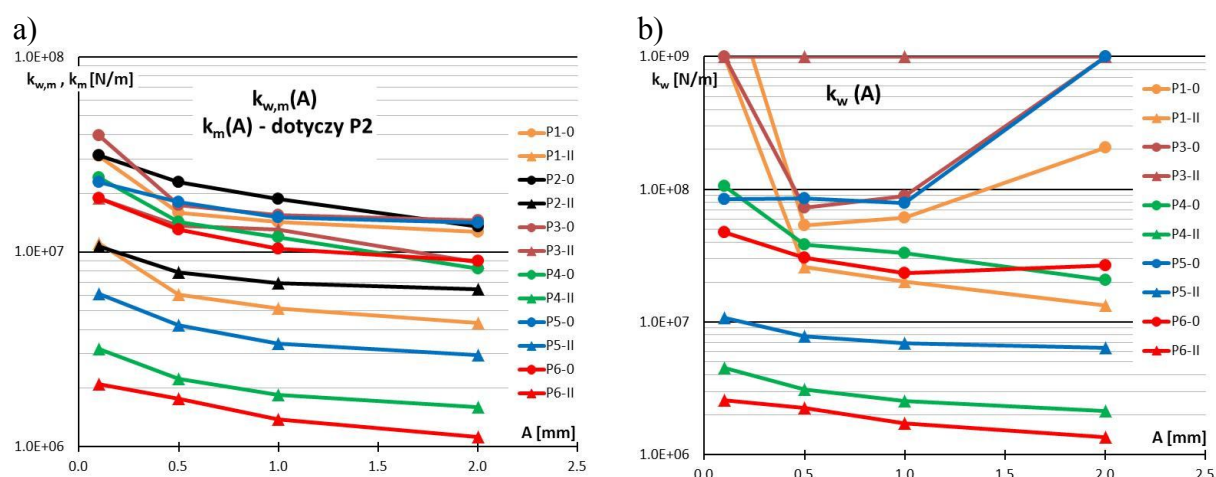 a)
1.0E+08
k_w,m , k_m [N/m]
k_w,m(A)
k_m(A) - dotyczy P2
P1-0
P1-II
P2-0
P2-II
P3-0
P3-II
P4-0
P4-II
P5-0
P5-II
P6-0
P6-II
1.0E+07
1.0E+06
A [mm]
0.0 0.5 1.0 1.5 2.0 2.5
b)
1.0E+09
k_w [N/m]
k_w (A)
P1-0
P1-II
P3-0
P3-II
P4-0
P4-II
P5-0
P5-II
P6-0
P6-II
1.0E+08
1.0E+07
1.0E+06
A [mm]
0.0 0.5 1.0 1.5 2.0 2.5